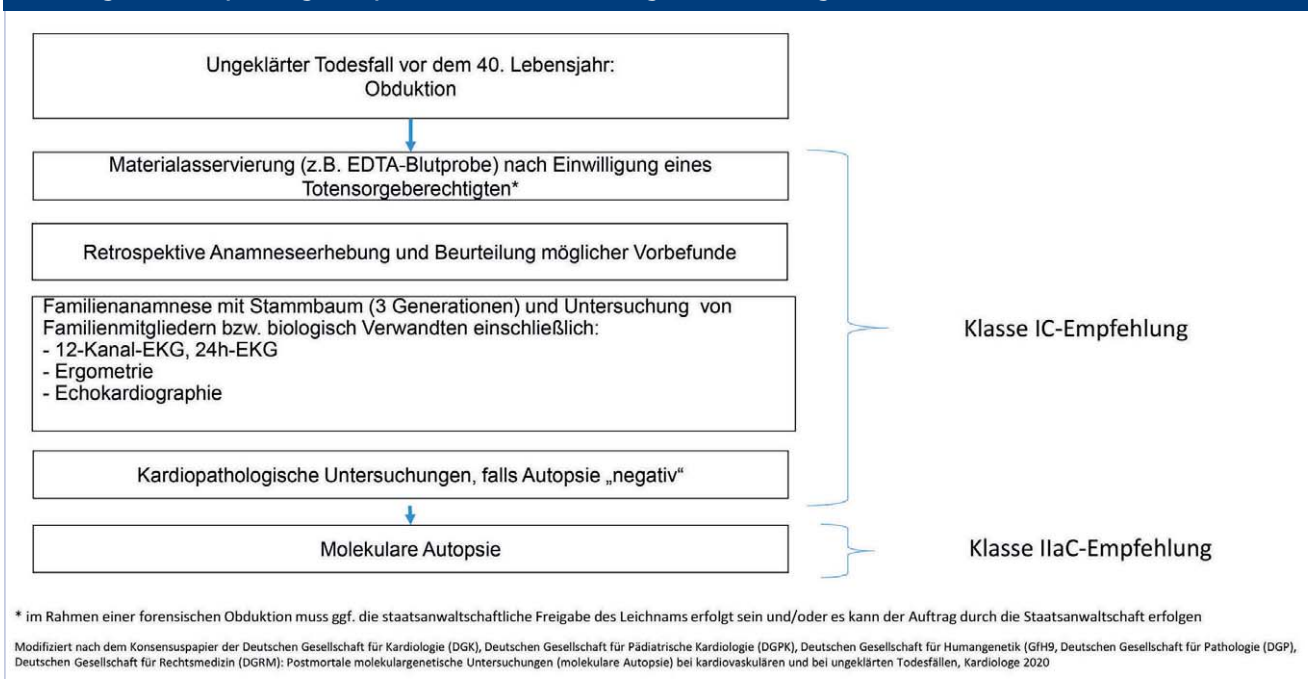 Ungeklärter Todesfall vor dem 40. Lebensjahr:
Obduktion
Materialasservierung (z.B. EDTA-Blutprobe) nach Einwilligung eines
Totensorgeberechtigten*
Retrospektive Anamneseerhebung und Beurteilung möglicher Vorbefunde
Familienanamnese mit Stammbaum (3 Generationen) und Untersuchung von
Familienmitgliedern bzw. biologisch Verwandten einschließlich:
- 12-Kanal-EKG, 24h-EKG
- Ergometrie
- Echokardiographie
Klasse IC-Empfehlung
Kardiopathologische Untersuchungen, falls Autopsie „negativ“
Molekulare Autopsie
Klasse IIaC-Empfehlung
* im Rahmen einer forensischen Obduktion muss ggf. die staatsanwaltschaftliche Freigabe des Leichnams erfolgt sein und/oder es kann der Auftrag durch die Staatsanwaltschaft erfolgen
Modifiziert nach dem Konsensuspapier der Deutschen Gesellschaft für Kardiologie (DGK), Deutschen Gesellschaft für Pädiatrische Kardiologie (DGPK), Deutschen Gesellschaft für Humangenetik (GfH9, Deutschen Gesellschaft für Pathologie (DGP),
Deutschen Gesellschaft für Rechtsmedizin (DGRM): Postmortale molekulargenetische Untersuchungen (molekulare Autopsie) bei kardiovaskulären und bei ungeklärten Todesfällen, Kardiologe 2020